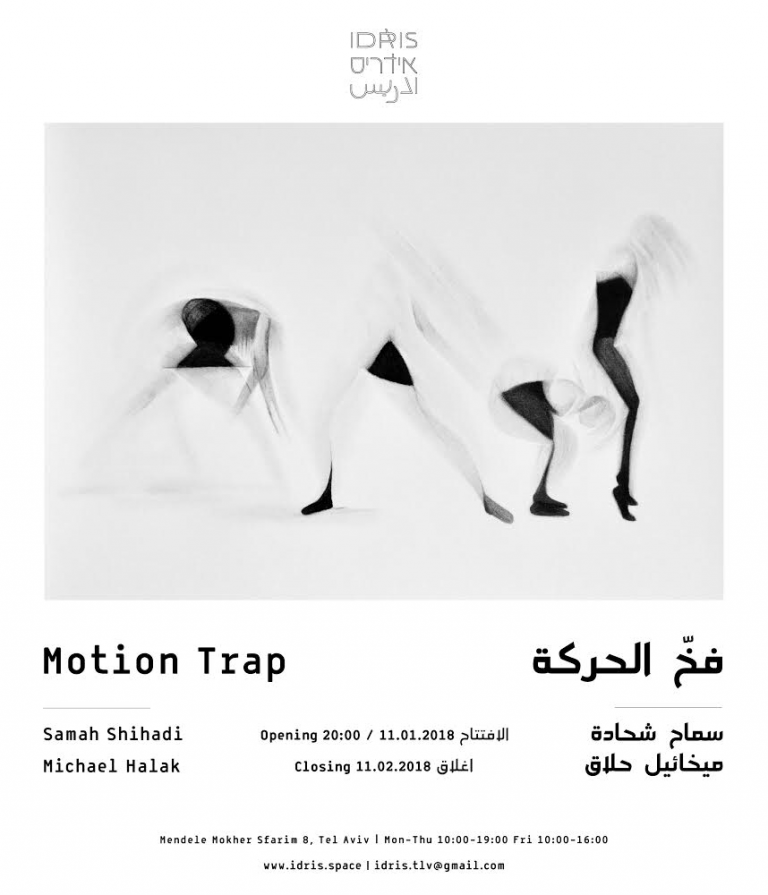 IDRIS
אידריס
ادريس
Motion Trap
فخّ الحركة
Samah Shihadi
Opening 20:00 / 11.01.2018 الافتتاح
سماح شحادة
Michael Halak
Closing 11.02.2018 اغلاق
ميخائيل حلاق
Mendele Mokher Sfarim 8, Tel Aviv | Mon-Thu 10:00-19:00 Fri 10:00-16:00
www.idris.space | idris.tlv@gmail.com